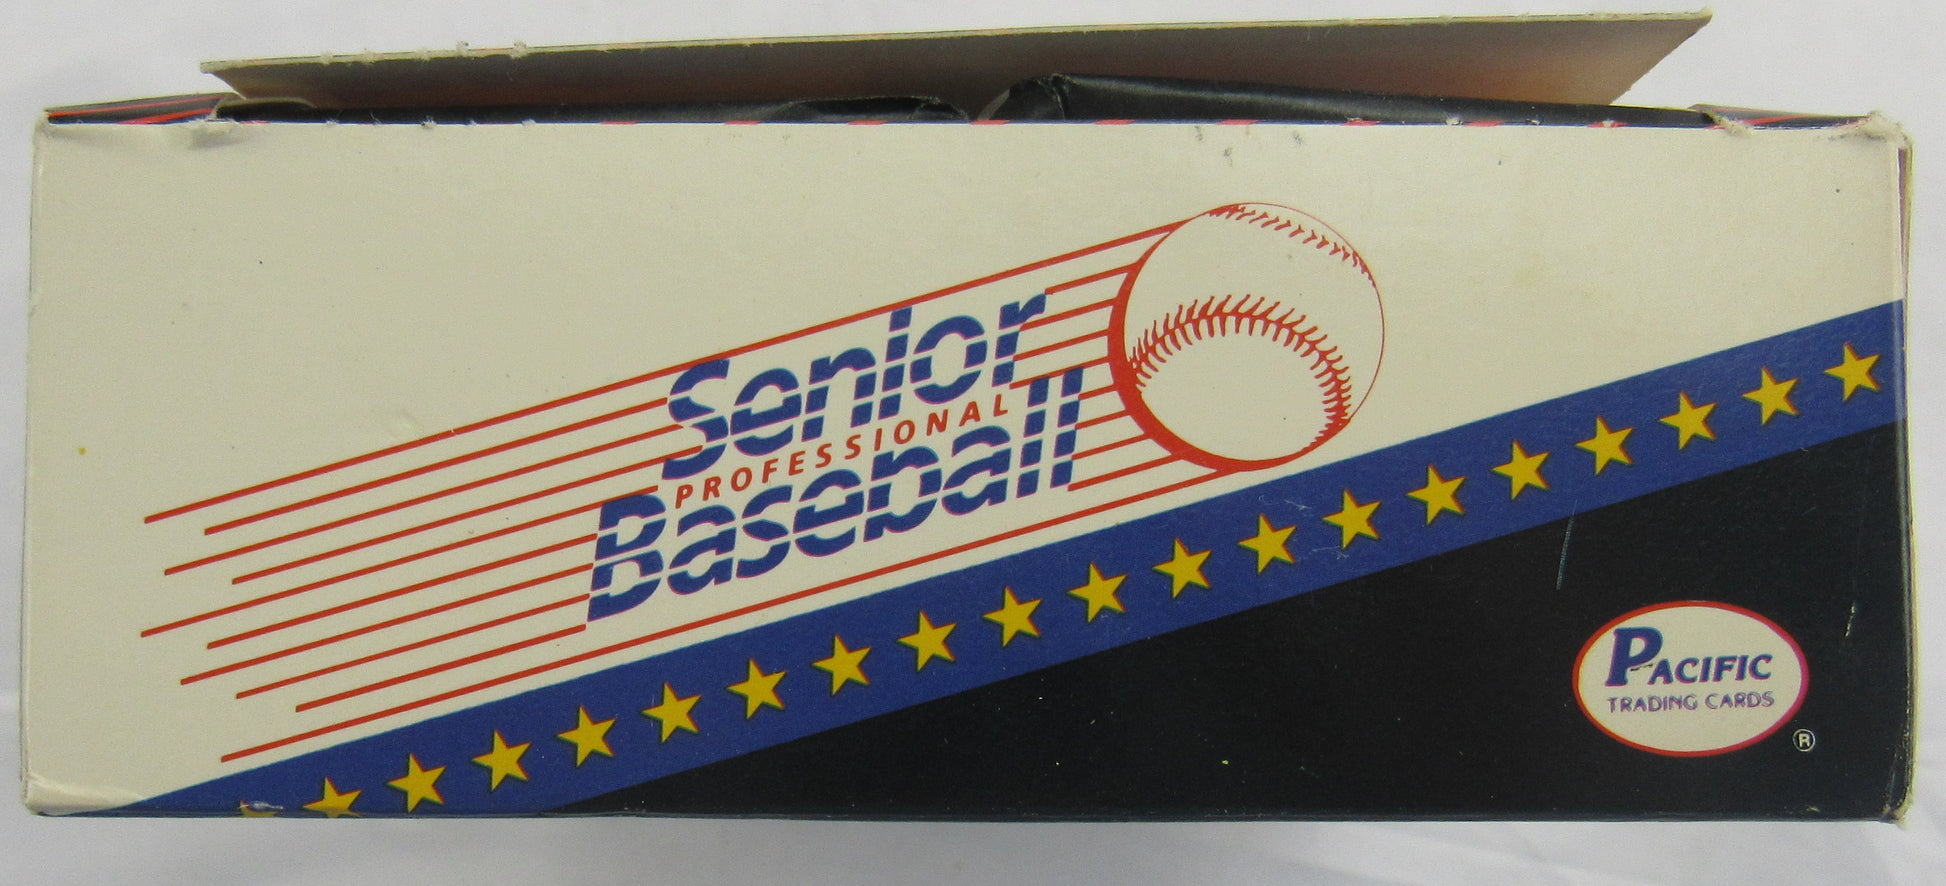 Senior
PROFESSIONAL
Baseball
PACIFIC
TRADING CARDS
®